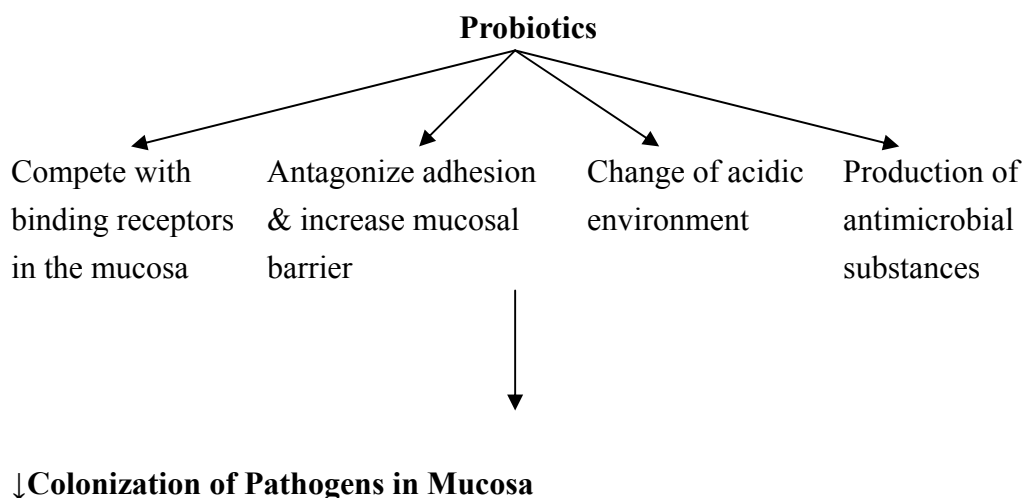 Probiotics
Compete with
binding receptors
in the mucosa
Antagonize adhesion
& increase mucosal
barrier
Change of acidic
environment
Production of
antimicrobial
substances
↓Colonization of Pathogens in Mucosa